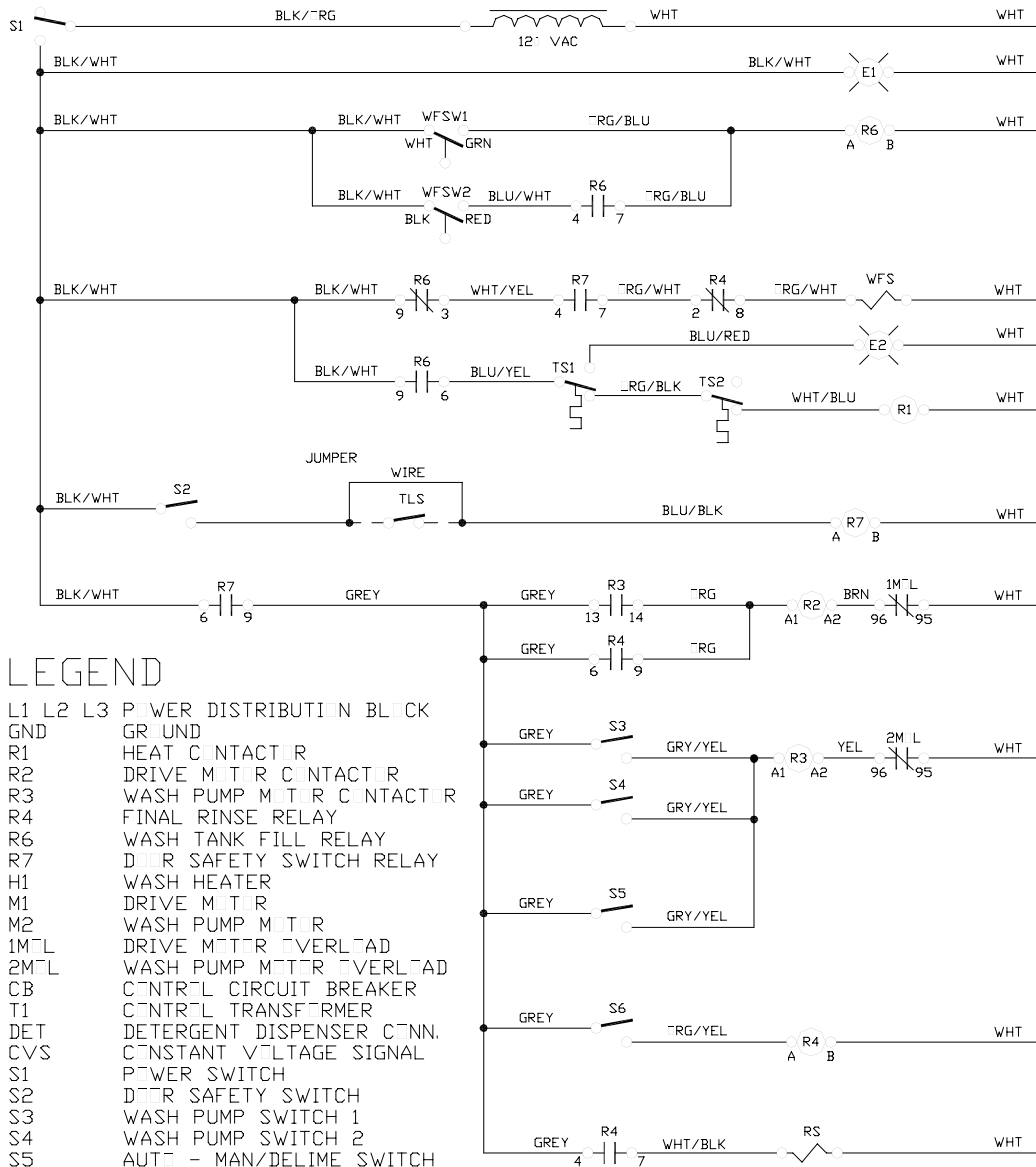 BLK/ORG WHT WHT
S1
120 VAC
BLK/WHT BLK/WHT E1 WHT
BLK/WHT BLK/WHT WFSW1 ORG/BLU WHT
WHT GRN R6
A B
BLK/WHT WFSW2 BLU/WHT R6 ORG/BLU
BLK RED 4 7
BLK/WHT BLK/WHT R6 WHT/YEL R7 ORG/WHT R4 ORG/WHT WFS WHT
9 3 4 7 2 8
BLU/RED E2 WHT
BLK/WHT R6 BLU/YEL TS1 ORG/BLK TS2 WHT/BLU R1 WHT
9 6
JUMPER
WIRE
BLK/WHT S2 TLS BLU/BLK R7 WHT
A B
BLK/WHT R7 GREY GREY R3 ORG R2 BRN 1MOL WHT
6 9 13 14 A1 A2 96 95
GREY R4 ORG
6 9
GREY S3 GRY/YEL R3 YEL 2MOL WHT
A1 A2 96 95
GREY S4 GRY/YEL
GREY S5 GRY/YEL
GREY S6 ORG/YEL R4 WHT
A B
GREY R4 WHT/BLK RS WHT
4 7
LEGEND
L1 L2 L3 POWER DISTRIBUTION BLOCK
GND GROUND
R1 HEAT CONTACTOR
R2 DRIVE MOTOR CONTACTOR
R3 WASH PUMP MOTOR CONTACTOR
R4 FINAL RINSE RELAY
R6 WASH TANK FILL RELAY
R7 DOOR SAFETY SWITCH RELAY
H1 WASH HEATER
M1 DRIVE MOTOR
M2 WASH PUMP MOTOR
1MOL DRIVE MOTOR OVERLOAD
2MOL WASH PUMP MOTOR OVERLOAD
CB CONTROL CIRCUIT BREAKER
T1 CONTROL TRANSFORMER
DET DETERGENT DISPENSER CONN.
CVS CONSTANT VOLTAGE SIGNAL
S1 POWER SWITCH
S2 DOOR SAFETY SWITCH
S3 WASH PUMP SWITCH 1
S4 WASH PUMP SWITCH 2
S5 AUTO - MAN/DELIME SWITCH